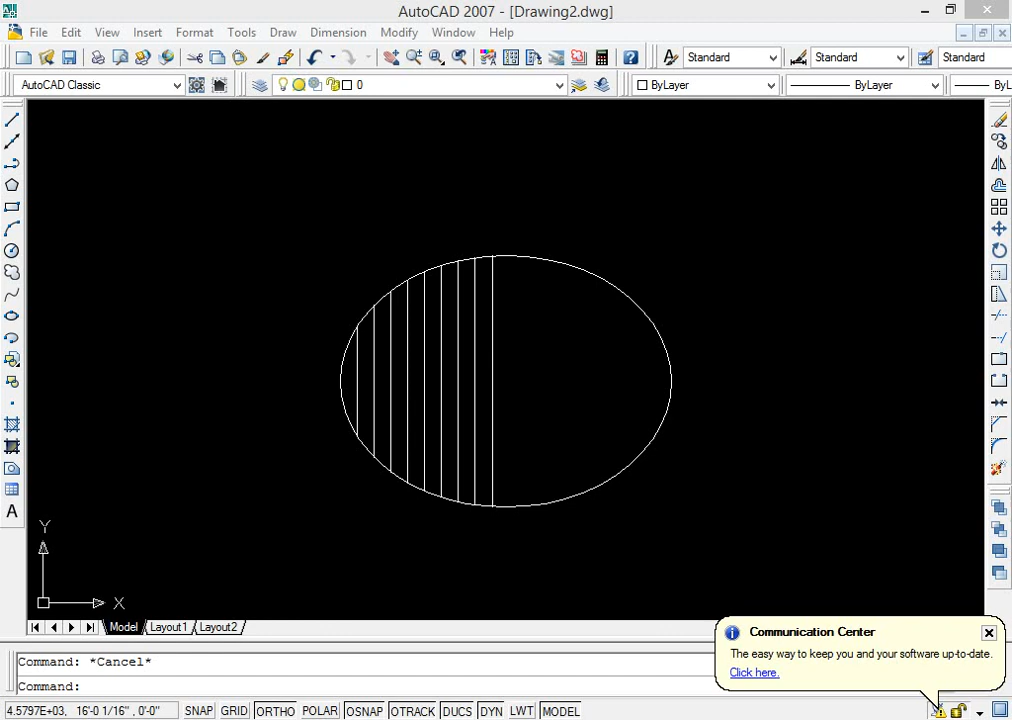 AutoCAD 2007 - [Drawing2.dwg]
File Edit View Insert Format Tools Draw Dimension Modify Window Help
Standard Standard Standard
AutoCAD Classic 0 ByLayer ByLayer ByL
A
Y
X
Model Layout1 Layout2
Communication Center
The easy way to keep you and your software up-to-date.
Click here.
Command: *Cancel*
Command:
4.5797E+03, 16'-0 1/16" , 0'-0" SNAP GRID ORTHO POLAR OSNAP OTRACK DUCS DYN LWT MODEL